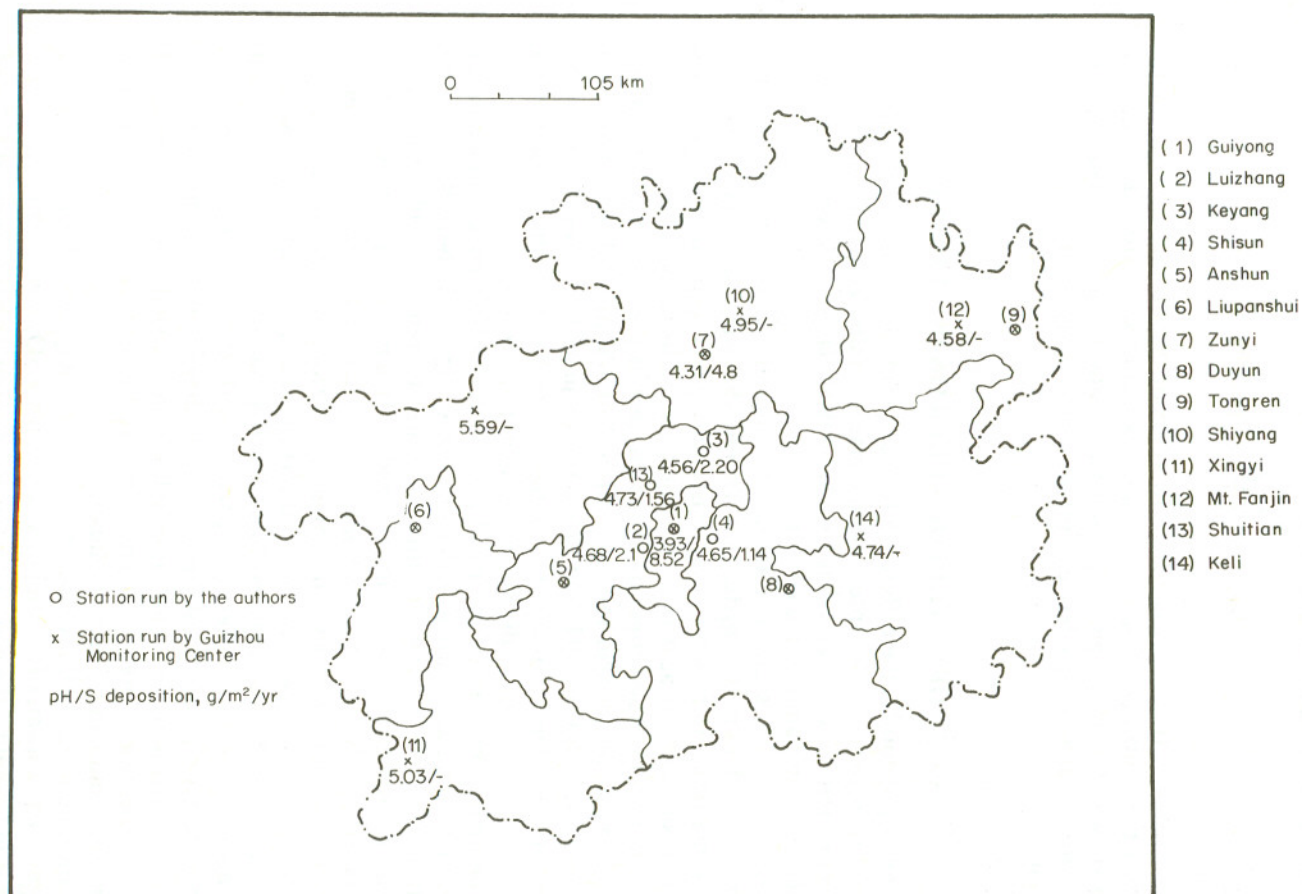 0 105 km
(1) Guiyong
(2) Luizhang
(3) Keyang
(4) Shisun
(5) Anshun
(6) Liupanshui
(7) Zunyi
(8) Duyun
(9) Tongren
(10) Shiyang
(11) Xingyi
(12) Mt. Fanjin
(13) Shuitian
(14) Keli
(10)
4.95/-
(12)
4.58/-
(9)
(7)
4.31/4.8
5.59/-
(3)
4.56/2.20
(13)
4.73/1.56
(6)
(1)
3.93/
8.52
(4)
4.65/1.14
(2)
4.68/2.1
(14)
4.74/-
(5)
(8)
(11)
5.03/-
O Station run by the authors
x Station run by Guizhou
Monitoring Center
pH/S deposition, g/m²/yr